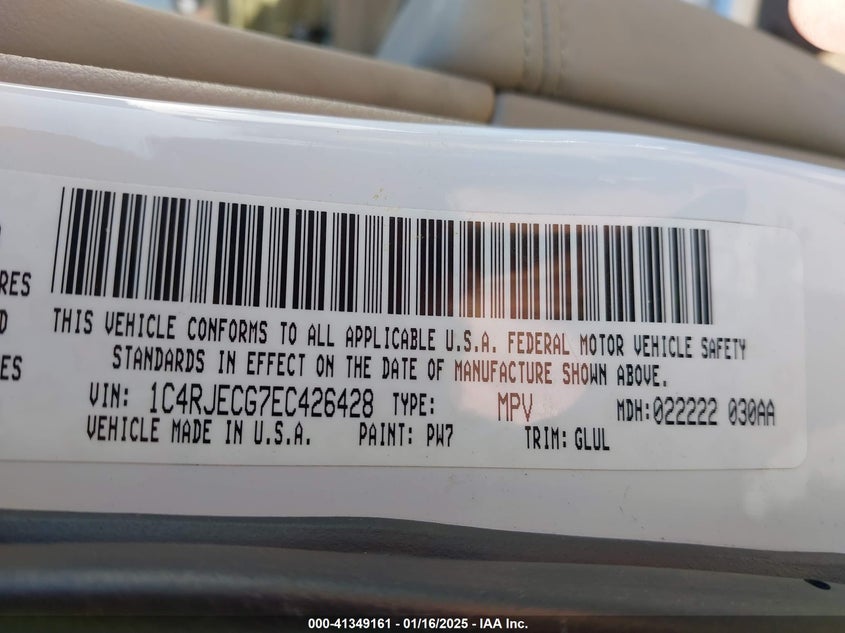 RES
THIS VEHICLE CONFORMS TO ALL APPLICABLE U.S.A. FEDERAL MOTOR VEHICLE SAFETY
D
STANDARDS IN EFFECT ON THE DATE OF MANUFACTURE SHOWN ABOVE.
ES
VIN: 1C4RJECG7EC426428 TYPE: MPV MDH:022222 030AA
VEHICLE MADE IN U.S.A. PAINT: PW7 TRIM: GLUL
000-41349161 - 01/16/2025 - IAA Inc.